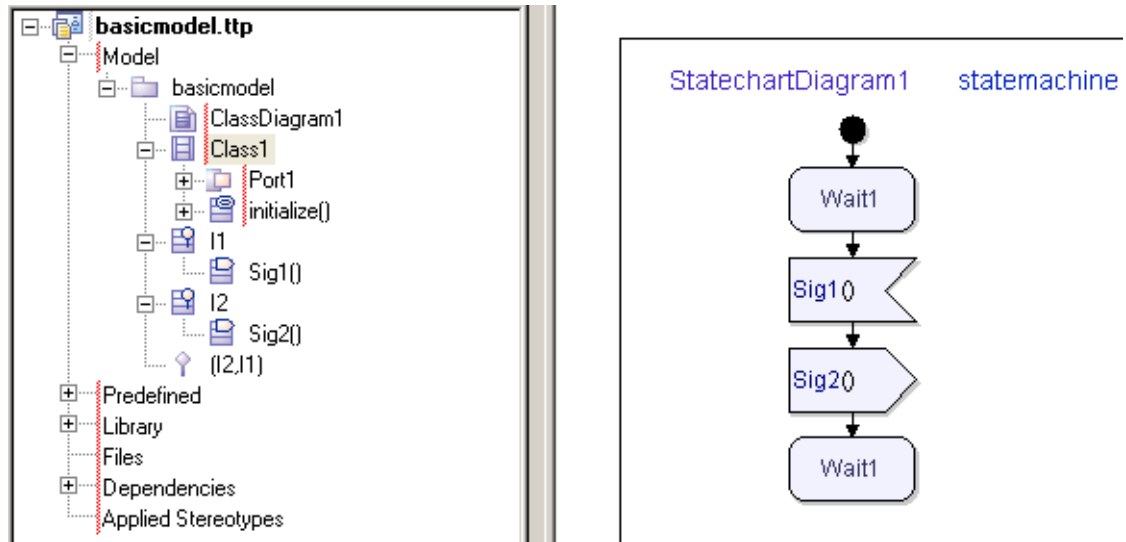 basicmodel.ttp
Model
basicmodel
ClassDiagram1
Class1
Port1
initialize()
I1
Sig1()
I2
Sig2()
(I2,I1)
Predefined
Library
Files
Dependencies
Applied Stereotypes
StatechartDiagram1 statemachine
Wait1
Sig1()
Sig2()
Wait1